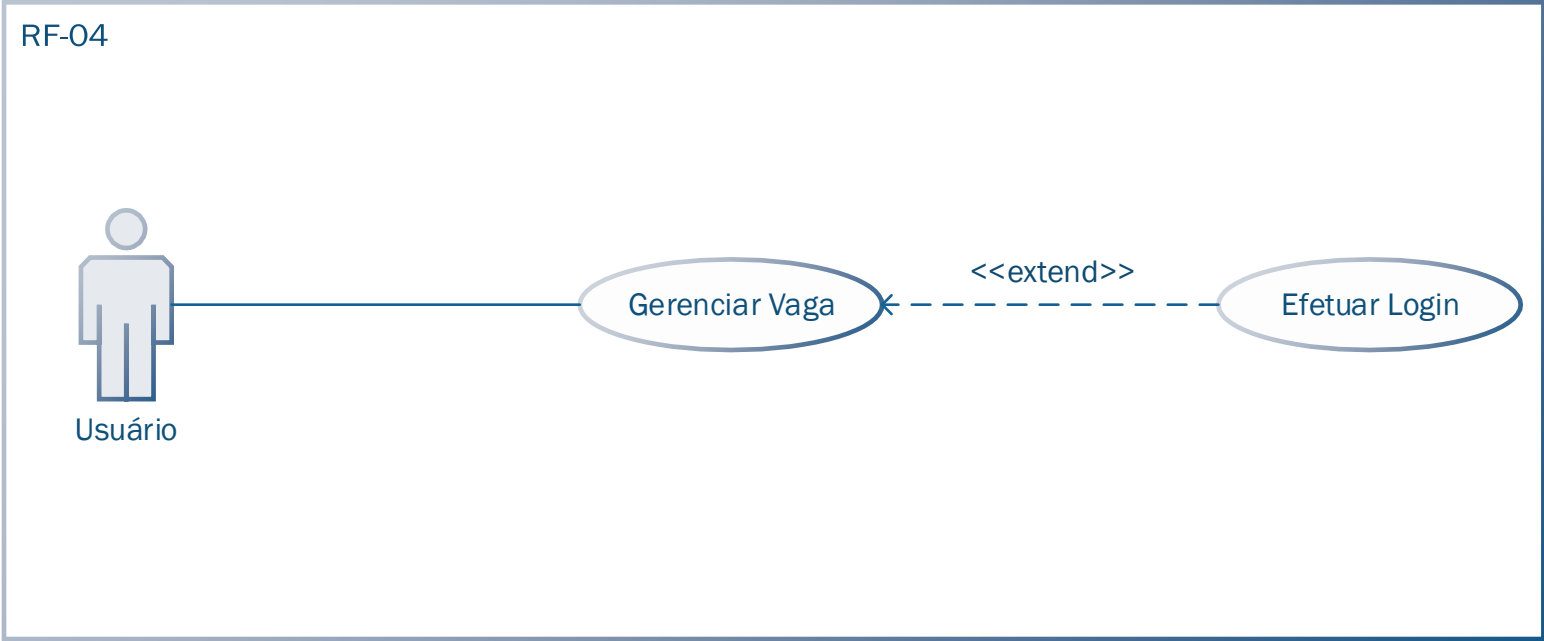 RF-04
<<extend>>
Gerenciar Vaga
Efetuar Login
Usuário